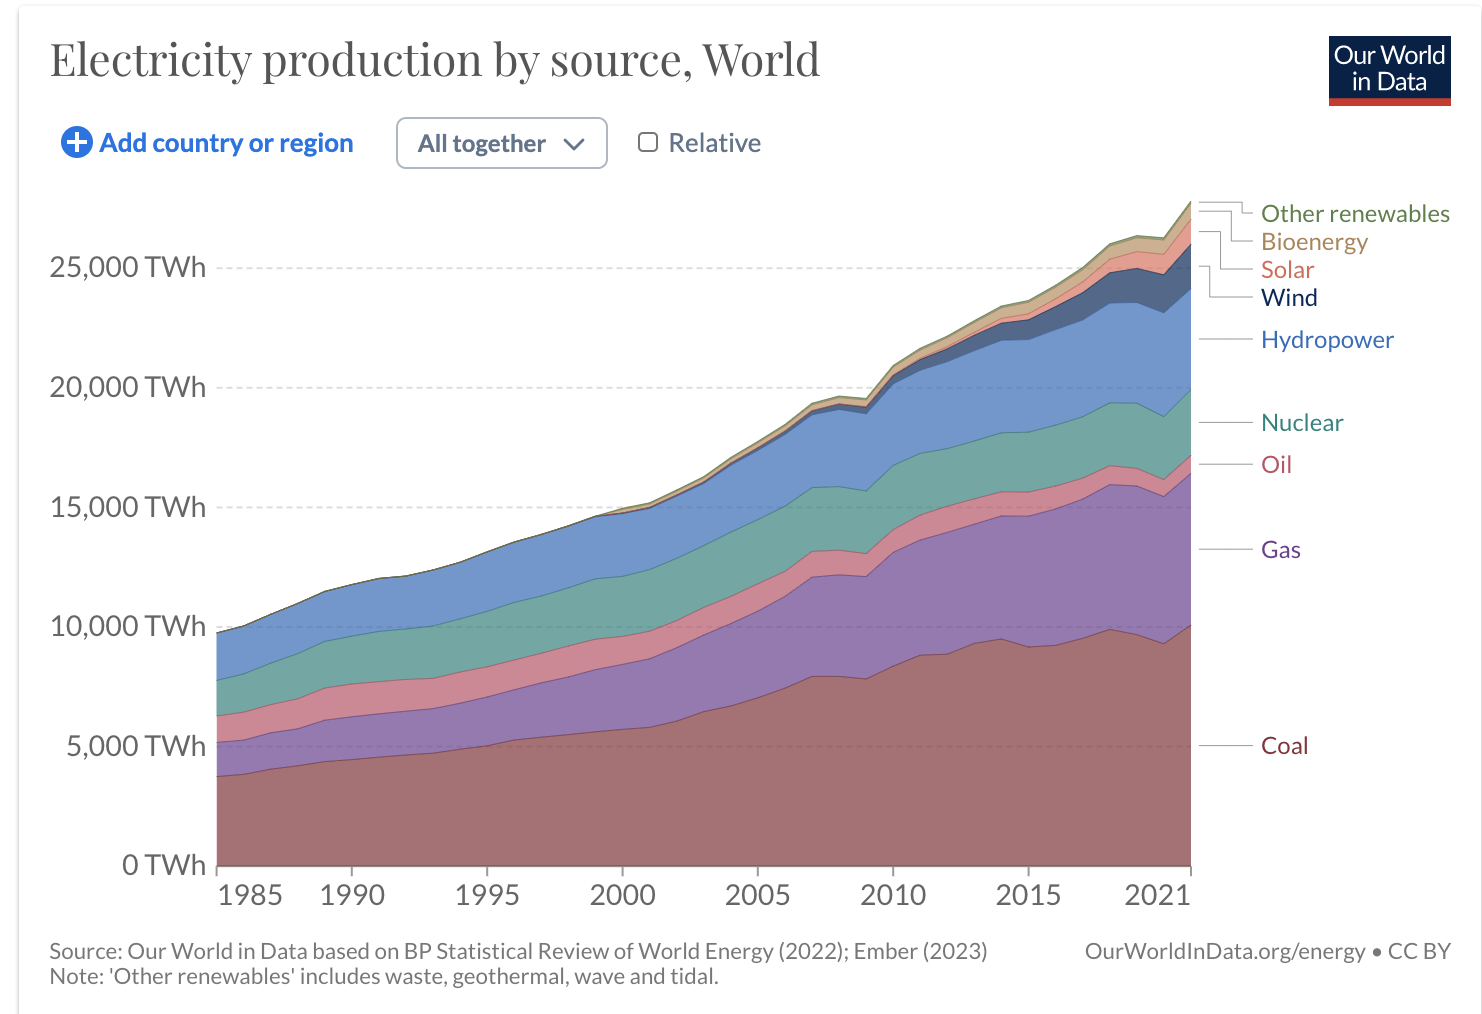 Electricity production by source, World
Our World
in Data
Add country or region
All together
Relative
Other renewables
Bioenergy
Solar
Wind
Hydropower
Nuclear
Oil
Gas
Coal
25,000 TWh
20,000 TWh
15,000 TWh
10,000 TWh
5,000 TWh
0 TWh
1985 1990 1995 2000 2005 2010 2015 2021
Source: Our World in Data based on BP Statistical Review of World Energy (2022); Ember (2023)
OurWorldInData.org/energy • CC BY
Note: 'Other renewables' includes waste, geothermal, wave and tidal.